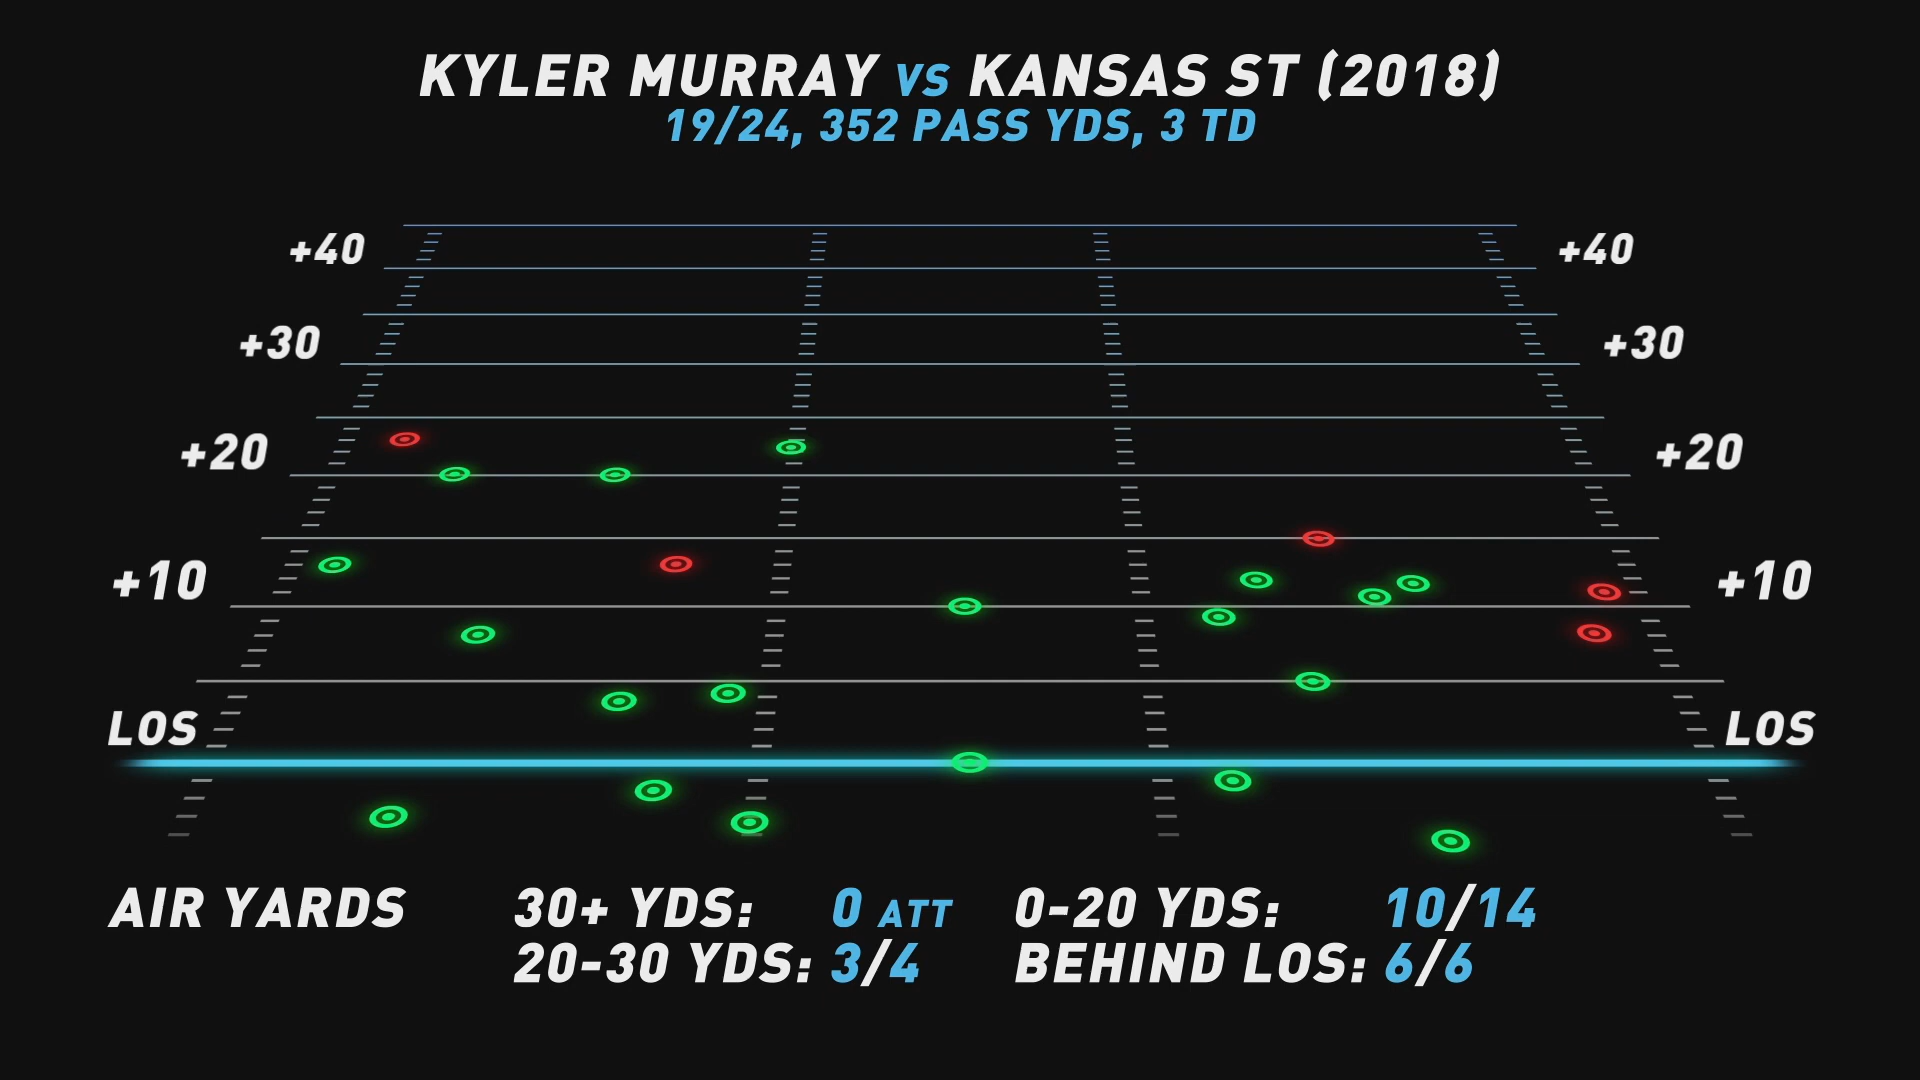 KYLER MURRAY VS KANSAS ST (2018)
19/24, 352 PASS YDS, 3 TD
+40 +40
+30 +30
+20 +20
+10 +10
LOS LOS
AIR YARDS 30+ YDS: 0 ATT 0-20 YDS: 10/14
20-30 YDS: 3/4 BEHIND LOS: 6/6